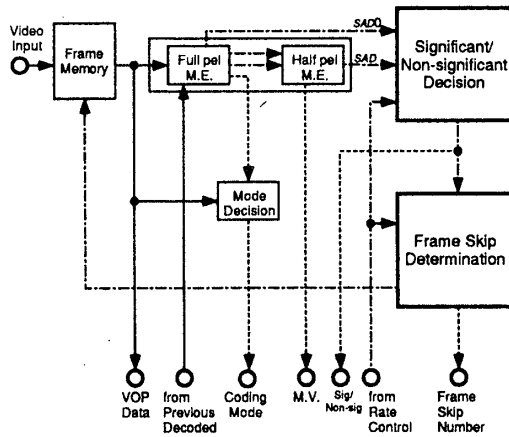 Video
Input
Frame
Memory
Full pel
M.E.
Half pel
M.E.
SAD0
SAD
Significant/
Non-significant
Decision
Mode
Decision
Frame Skip
Determination
VOP
Data
from
Previous
Decoded
Coding
Mode
M.V.
Sig/
Non-sig
from
Rate
Control
Frame
Skip
Number